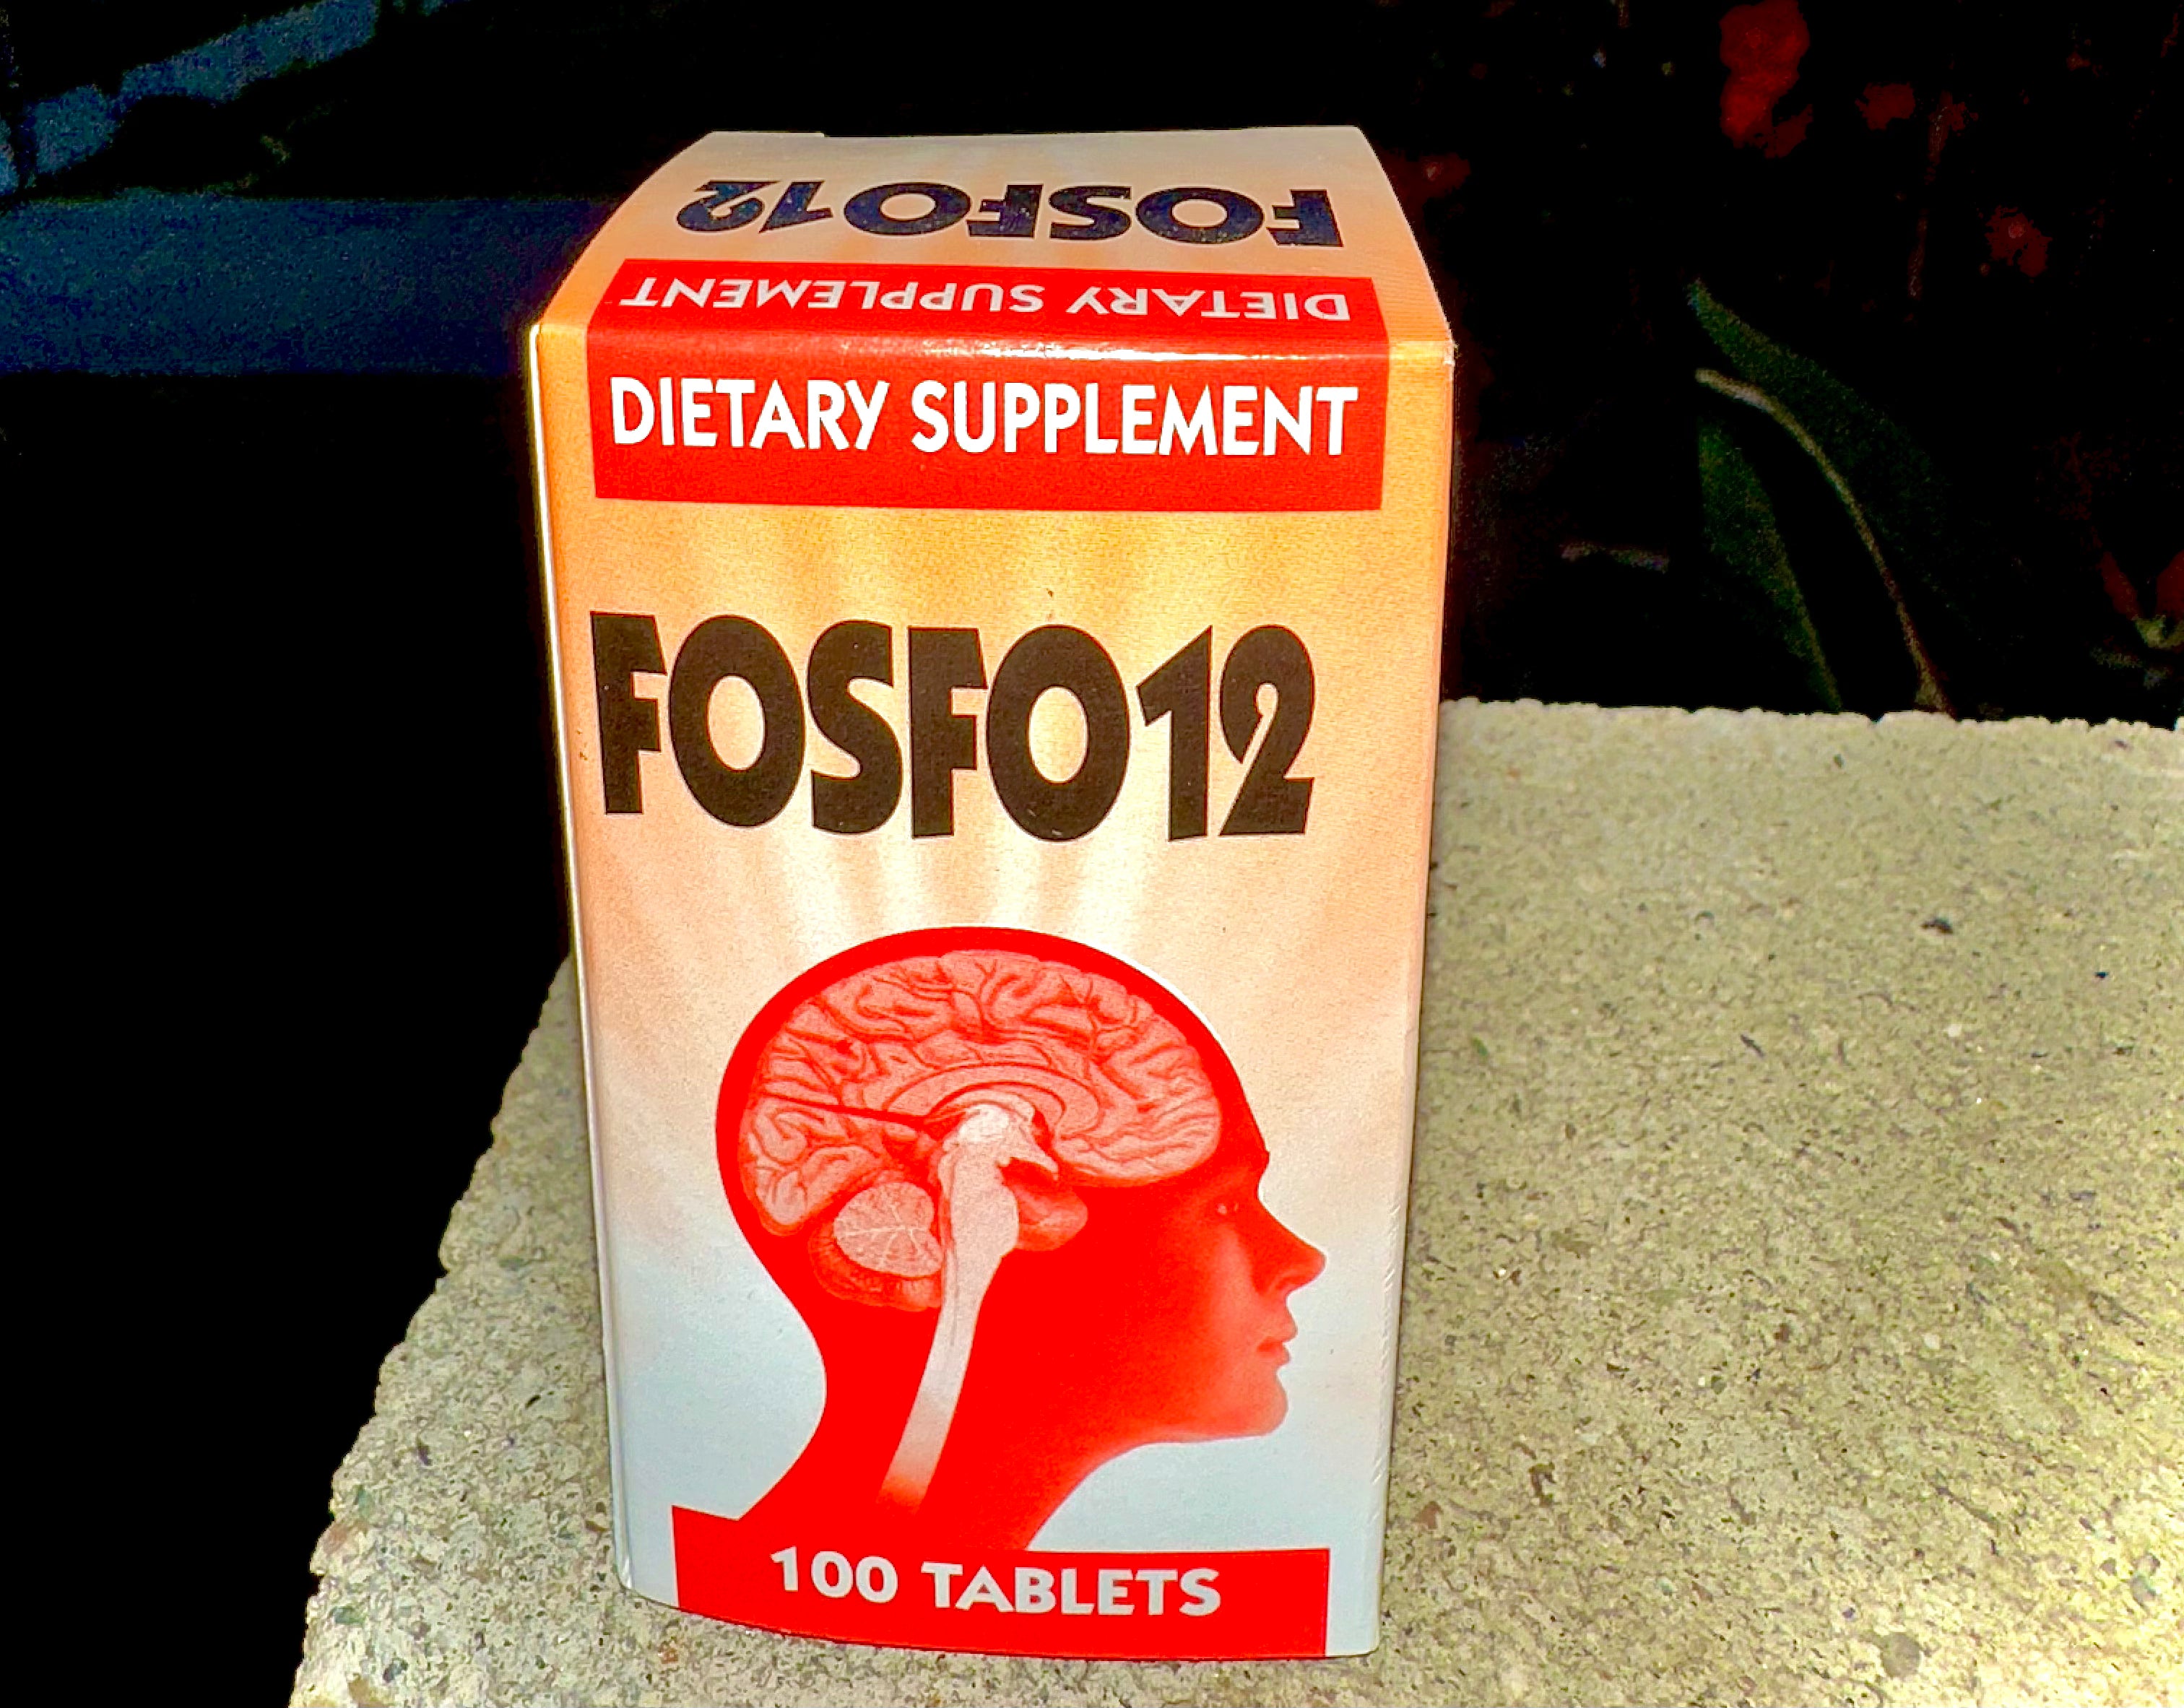 FOSFO12
DIETARY SUPPLEMENT
DIETARY SUPPLEMENT
FOSFO12
100 TABLETS